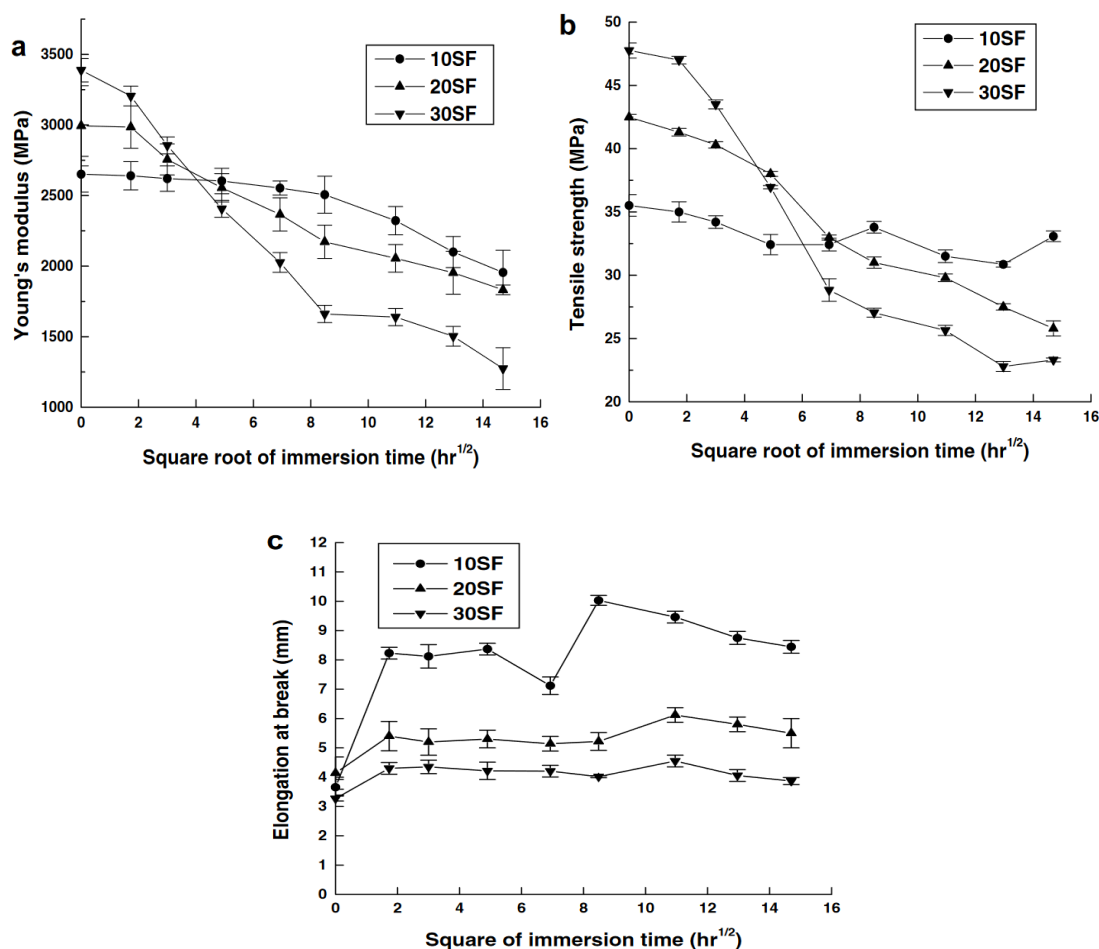 a
Young's modulus (MPa)
3500
3000
2500
2000
1500
1000
10SF
20SF
30SF
0 2 4 6 8 10 12 14 16
Square root of immersion time (hr1/2)
b
Tensile strength (MPa)
50
45
40
35
30
25
20
10SF
20SF
30SF
0 2 4 6 8 10 12 14 16
Square root of immersion time (hr1/2)
c
Elongation at break (mm)
12
11
10
9
8
7
6
5
4
3
2
1
0
10SF
20SF
30SF
0 2 4 6 8 10 12 14 16
Square of immersion time (hr1/2)